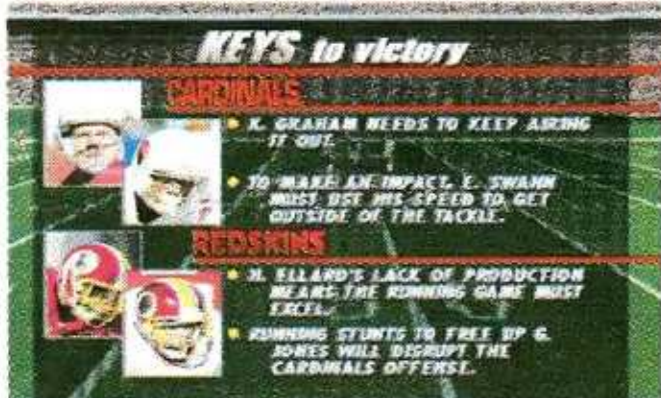 KEYS to victory
CARDINALS
K. GRAHAM NEEDS TO KEEP AIRING
IT OUT.
TO MAKE AN IMPACT, E. SWANN
MUST USE HIS SPEED TO GET
OUTSIDE OF THE TACKLE.
REDSKINS
H. ELLARD'S LACK OF PRODUCTION
MEANS THE RUNNING GAME MUST
EXCEL.
RUNNING STUNTS TO FREE UP G.
JONES WILL DISRUPT THE
CARDINALS OFFENSE.